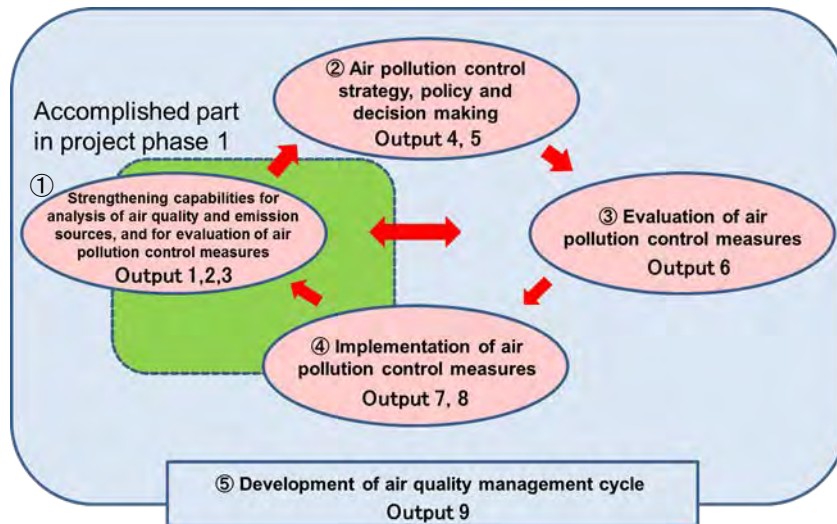 ② Air pollution control
strategy, policy and
decision making
Output 4, 5
Accomplished part
in project phase 1
①
Strengthening capabilities for
analysis of air quality and emission
sources, and for evaluation of air
pollution control measures
Output 1,2,3
③ Evaluation of air
pollution control measures
Output 6
④ Implementation of air
pollution control measures
Output 7, 8
⑤ Development of air quality management cycle
Output 9